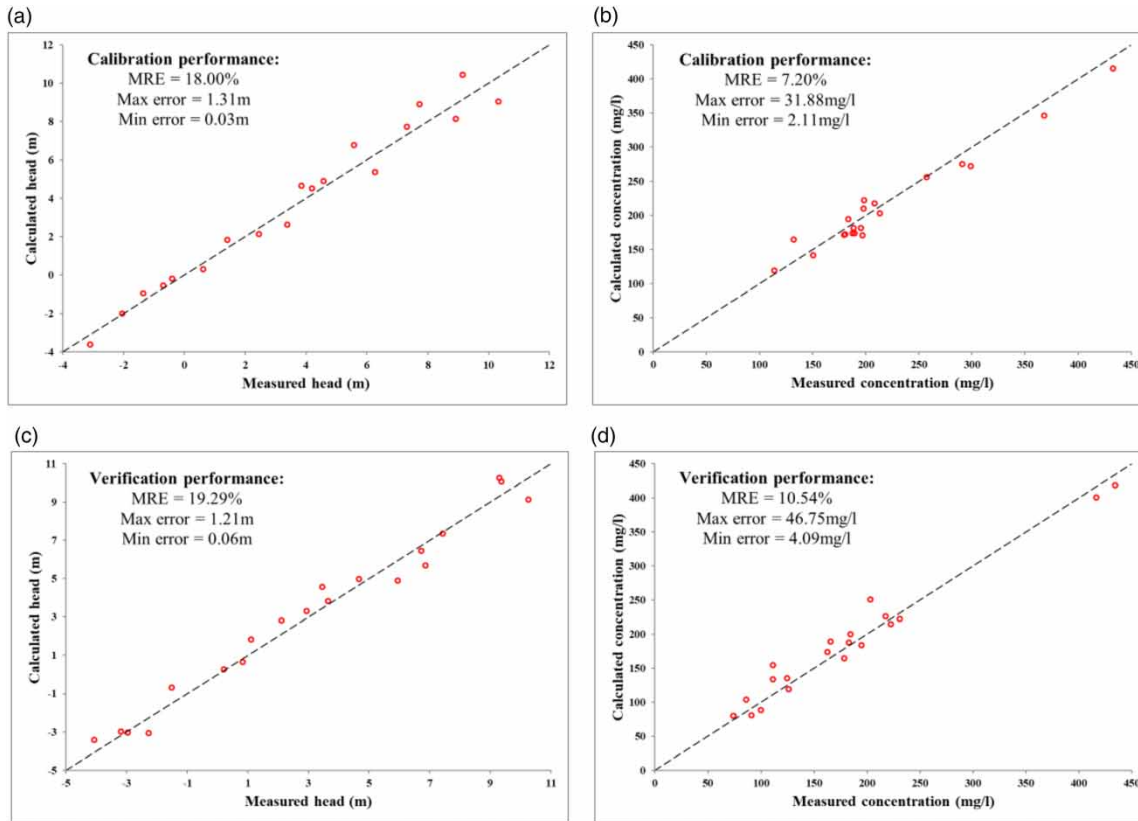 (a)
Calibration performance:
MRE = 18.00%
Max error = 1.31m
Min error = 0.03m
12
10
8
6
4
2
0
-2
-4
Calculated head (m)
-4 -2 0 2 4 6 8 10 12
Measured head (m)
(b)
Calibration performance:
MRE = 7.20%
Max error = 31.88mg/l
Min error = 2.11mg/l
450
400
350
300
250
200
150
100
50
0
Calculated concentration (mg/l)
0 50 100 150 200 250 300 350 400 450
Measured concentration (mg/l)
(c)
Verification performance:
MRE = 19.29%
Max error = 1.21m
Min error = 0.06m
11
9
7
5
3
1
-1
-3
-5
Calculated head (m)
-5 -3 -1 1 3 5 7 9 11
Measured head (m)
(d)
Verification performance:
MRE = 10.54%
Max error = 46.75mg/l
Min error = 4.09mg/l
450
400
350
300
250
200
150
100
50
0
Calculated concentration (mg/l)
0 50 100 150 200 250 300 350 400 450
Measured concentration (mg/l)